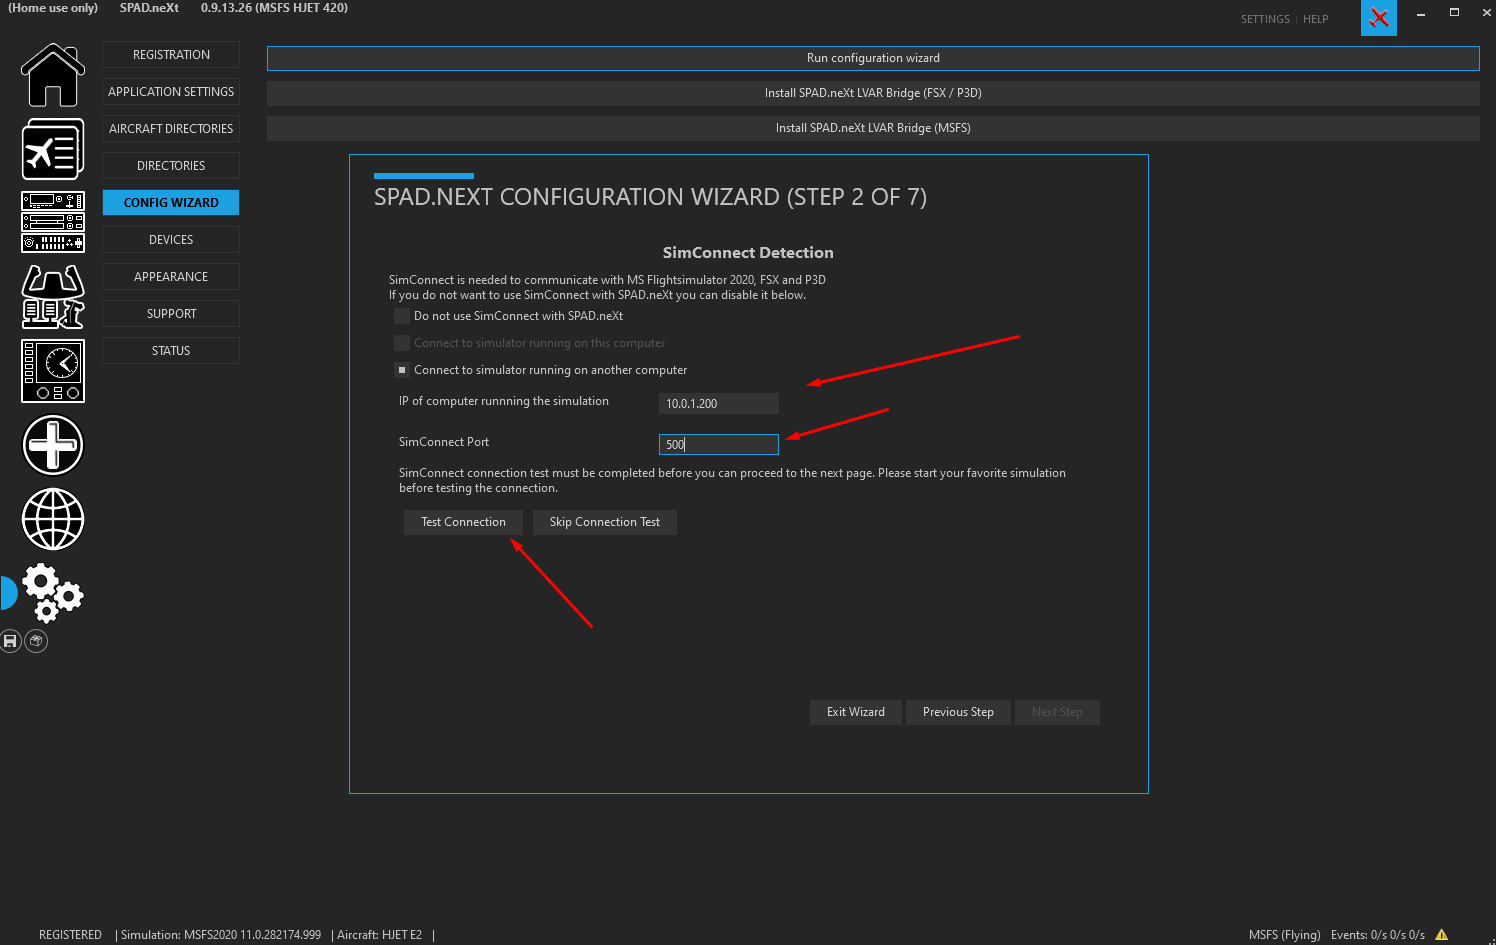 (Home use only) SPAD.neXt 0.9.13.26 (MSFS HJET 420)
SETTINGS | HELP
REGISTRATION
APPLICATION SETTINGS
AIRCRAFT DIRECTORIES
DIRECTORIES
CONFIG WIZARD
DEVICES
APPEARANCE
SUPPORT
STATUS
Run configuration wizard
Install SPAD.neXt LVAR Bridge (FSX / P3D)
Install SPAD.neXt LVAR Bridge (MSFS)
SPAD.NEXT CONFIGURATION WIZARD (STEP 2 OF 7)
SimConnect Detection
SimConnect is needed to communicate with MS Flightsimulator 2020, FSX and P3D
If you do not want to use SimConnect with SPAD.neXt you can disable it below.
Do not use SimConnect with SPAD.neXt
Connect to simulator running on this computer
Connect to simulator running on another computer
IP of computer runnning the simulation 10.0.1.200
SimConnect Port 500
SimConnect connection test must be completed before you can proceed to the next page. Please start your favorite simulation
before testing the connection.
Test Connection Skip Connection Test
Exit Wizard Previous Step Next Step
REGISTERED | Simulation: MSFS2020 11.0.282174.999 | Aircraft: HJET E2 | MSFS (Flying) Events: 0/s 0/s 0/s